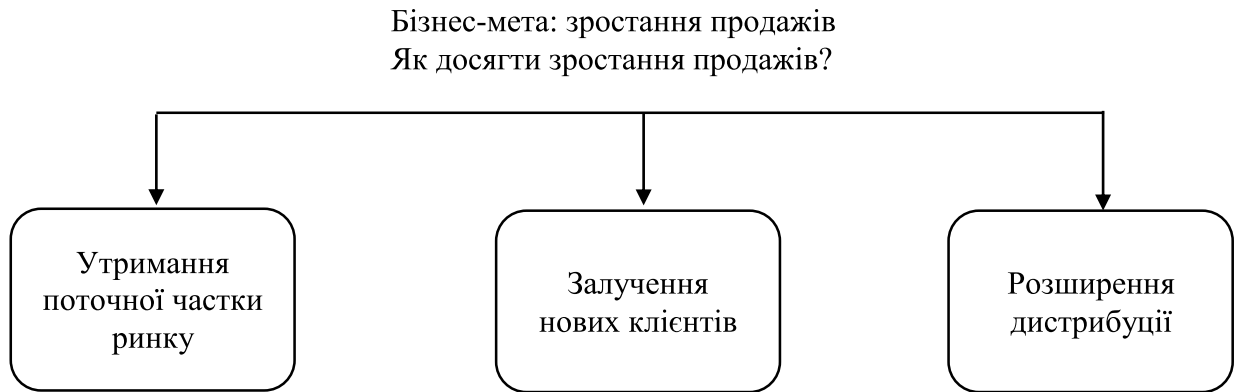 Бізнес-мета: зростання продажів
Як досягти зростання продажів?
Утримання
поточної частки
ринку
Залучення
нових клієнтів
Розширення
дистрибуції